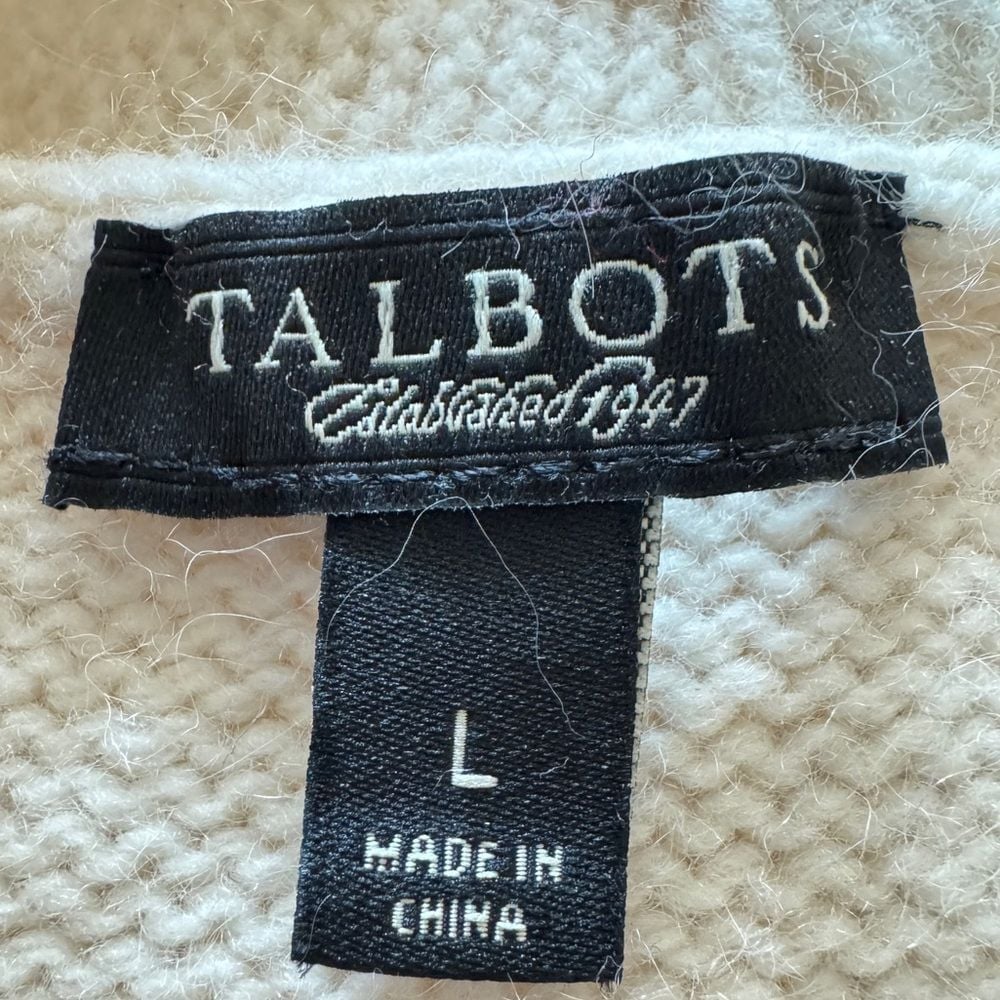 TALBOTS
Established 1947
L
MADE IN
CHINA